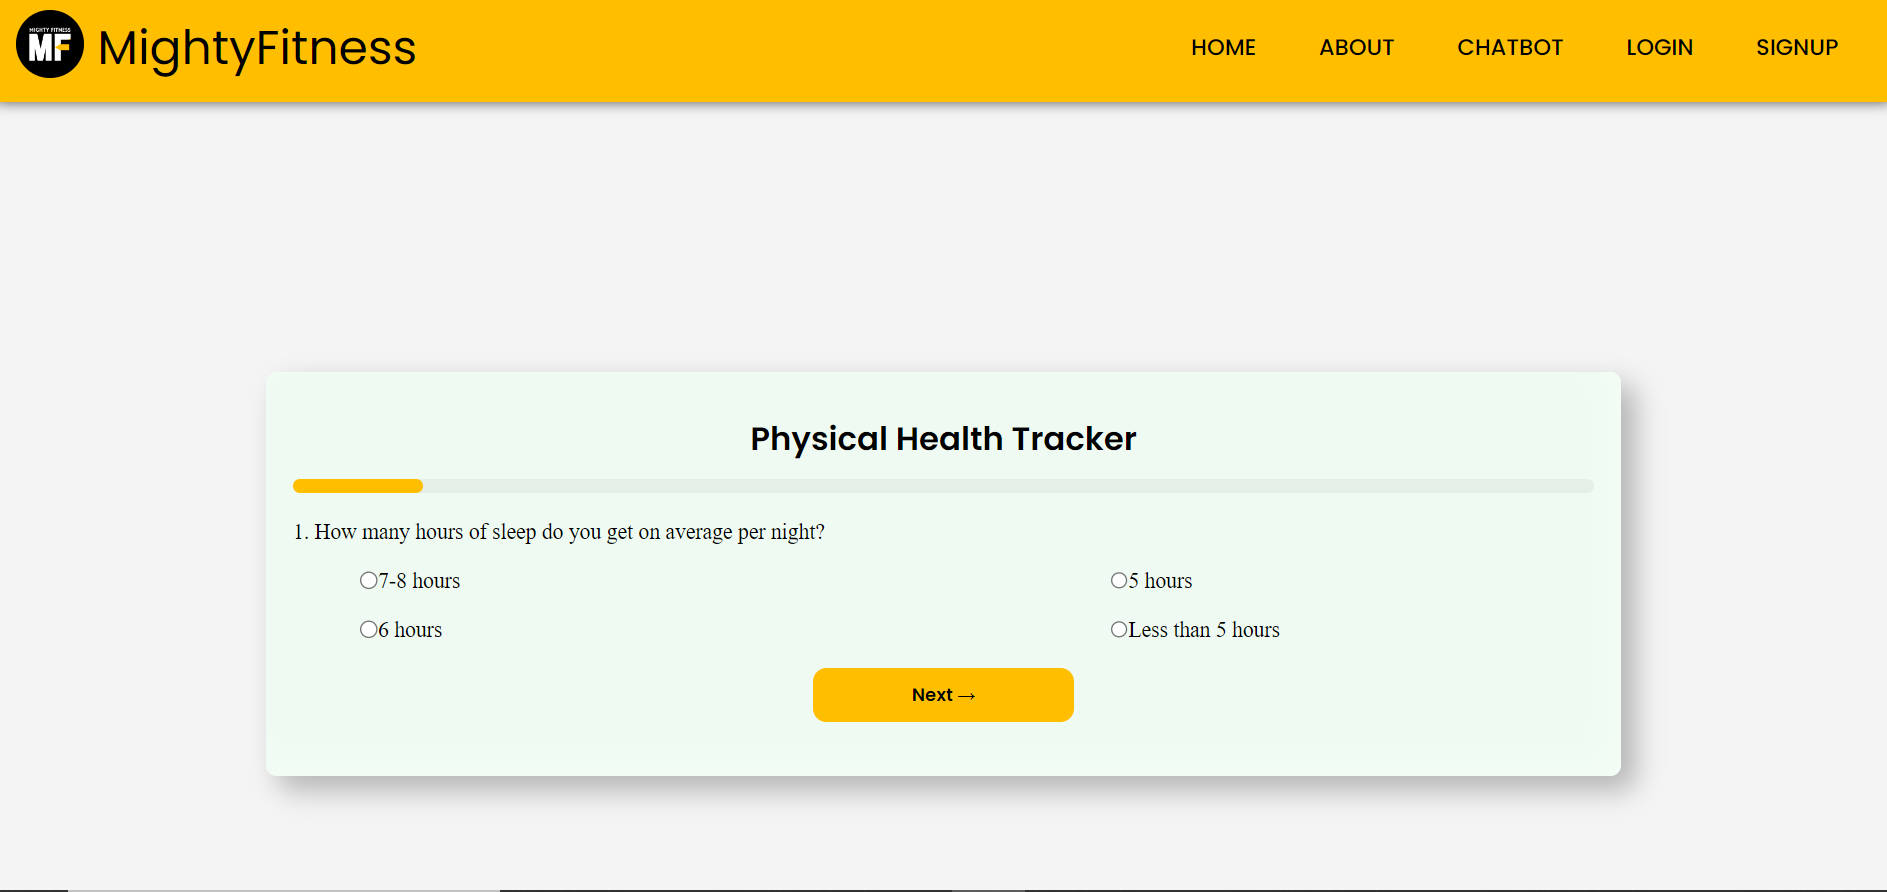 MIGHTY FITNESS
MF
MightyFitness
HOME ABOUT CHATBOT LOGIN SIGNUP
Physical Health Tracker
1. How many hours of sleep do you get on average per night?
7-8 hours 5 hours
6 hours Less than 5 hours
Next →